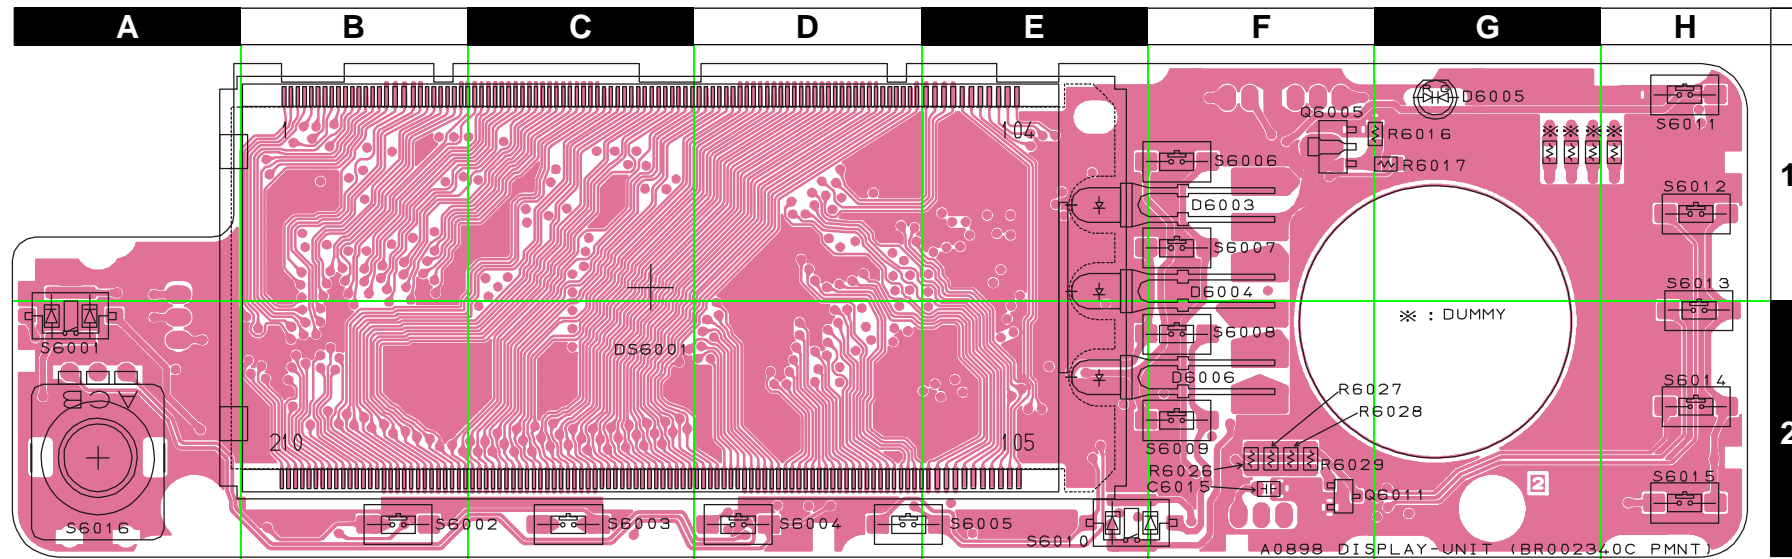 A B C D E F G H
1
2
1
104
210
105
DS6001
S6001
S6016
A C B
S6002
S6003
S6004
S6005
S6010
S6006
D6003
S6007
D6004
S6008
D6006
S6009
Q6005
R6016
R6017
D6005
R G
S6011
S6012
S6013
S6014
S6015
※ ※ ※ ※
※ : DUMMY
R6027
R6028
R6026
R6029
C6015
Q6011
2
A0898 DISPLAY-UNIT (BR002340C PMNT)